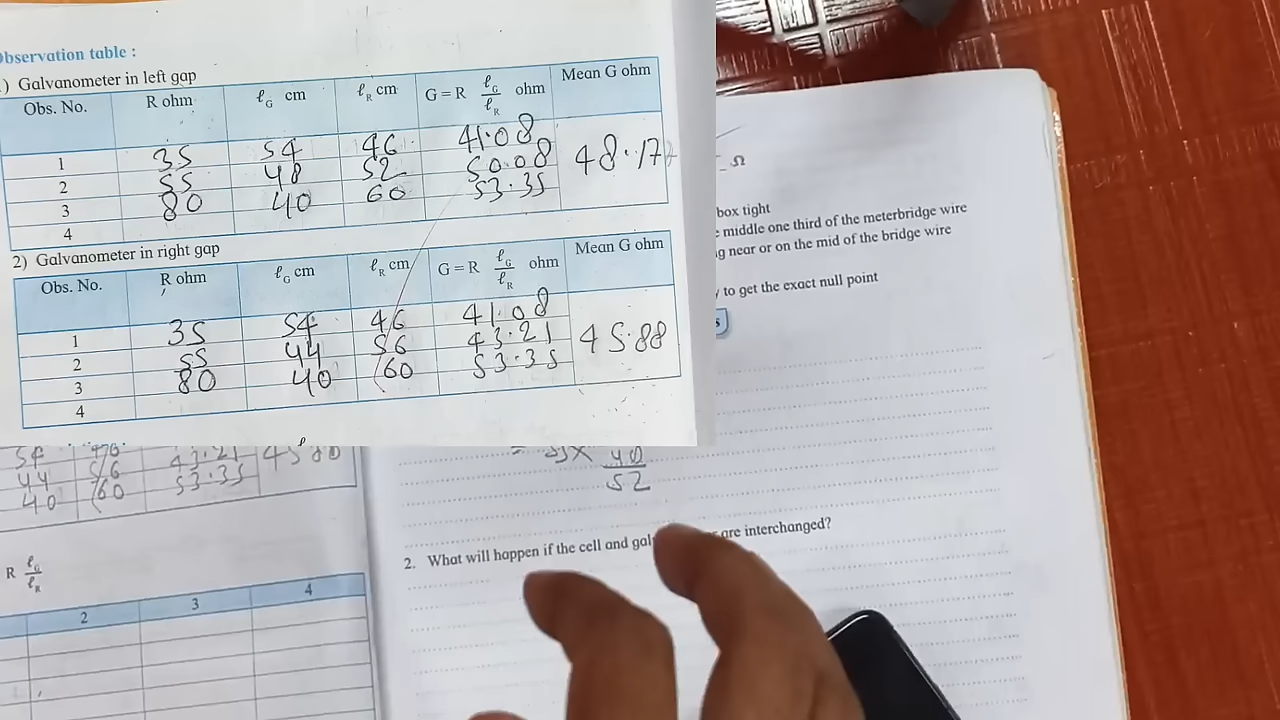 Observation table :
1) Galvanometer in left gap
Obs. No. R ohm ℓG cm ℓR cm G = R ℓG/ℓR ohm Mean G ohm
1 35 54 46 41.08 48.17
2 55 48 52 50.08
3 80 40 60 53.35
4
2) Galvanometer in right gap
Obs. No. R ohm ℓG cm ℓR cm G = R ℓG/ℓR ohm Mean G ohm
1 35 54 46 41.08 45.88
2 55 44 56 43.21
3 80 40 60 53.35
4
Ω
box tight
middle one third of the meterbridge wire
near or on the mid of the bridge wire
to get the exact null point
54 43.21
44 56 53.35
40 60
52
2. What will happen if the cell and are interchanged?
R ℓG/ℓR
2 3 4